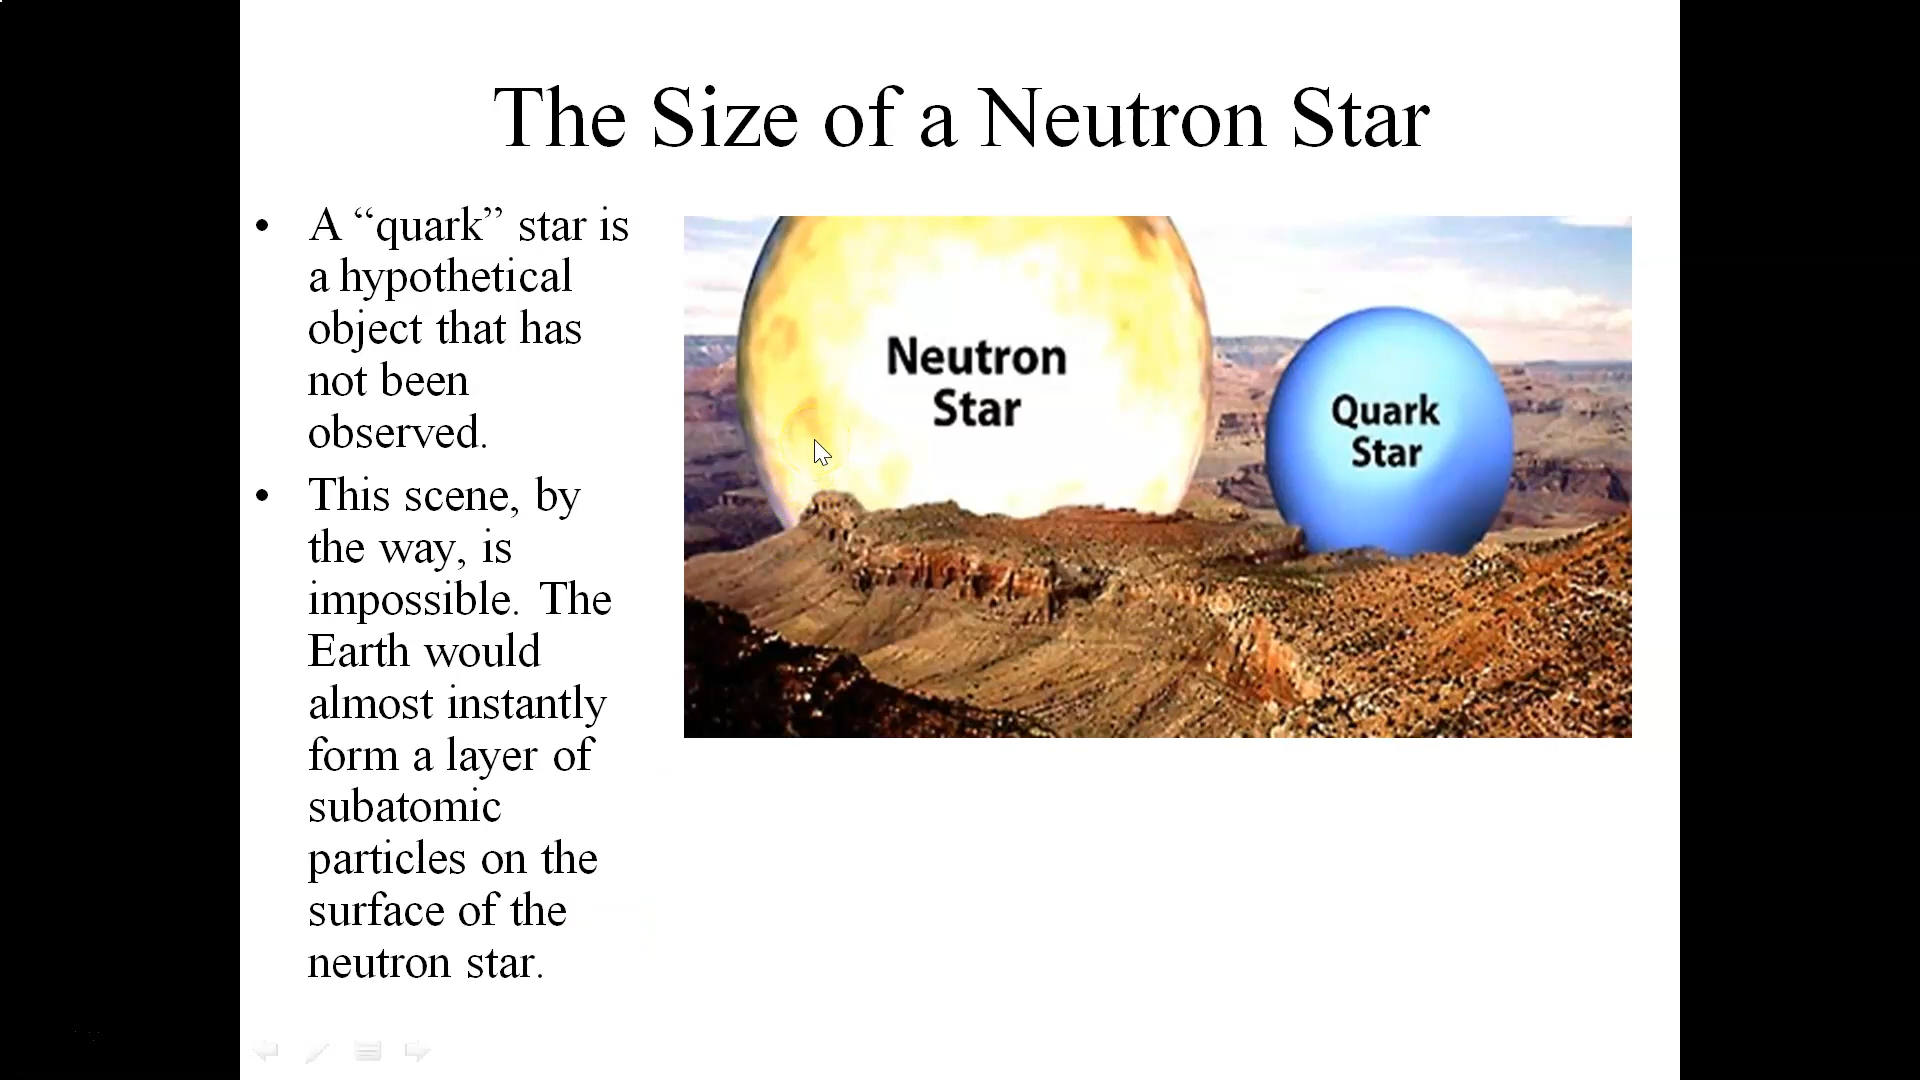 The Size of a Neutron Star
• A “quark” star is
a hypothetical
object that has
not been
observed.
• This scene, by
the way, is
impossible. The
Earth would
almost instantly
form a layer of
subatomic
particles on the
surface of the
neutron star.
Neutron
Star
Quark
Star